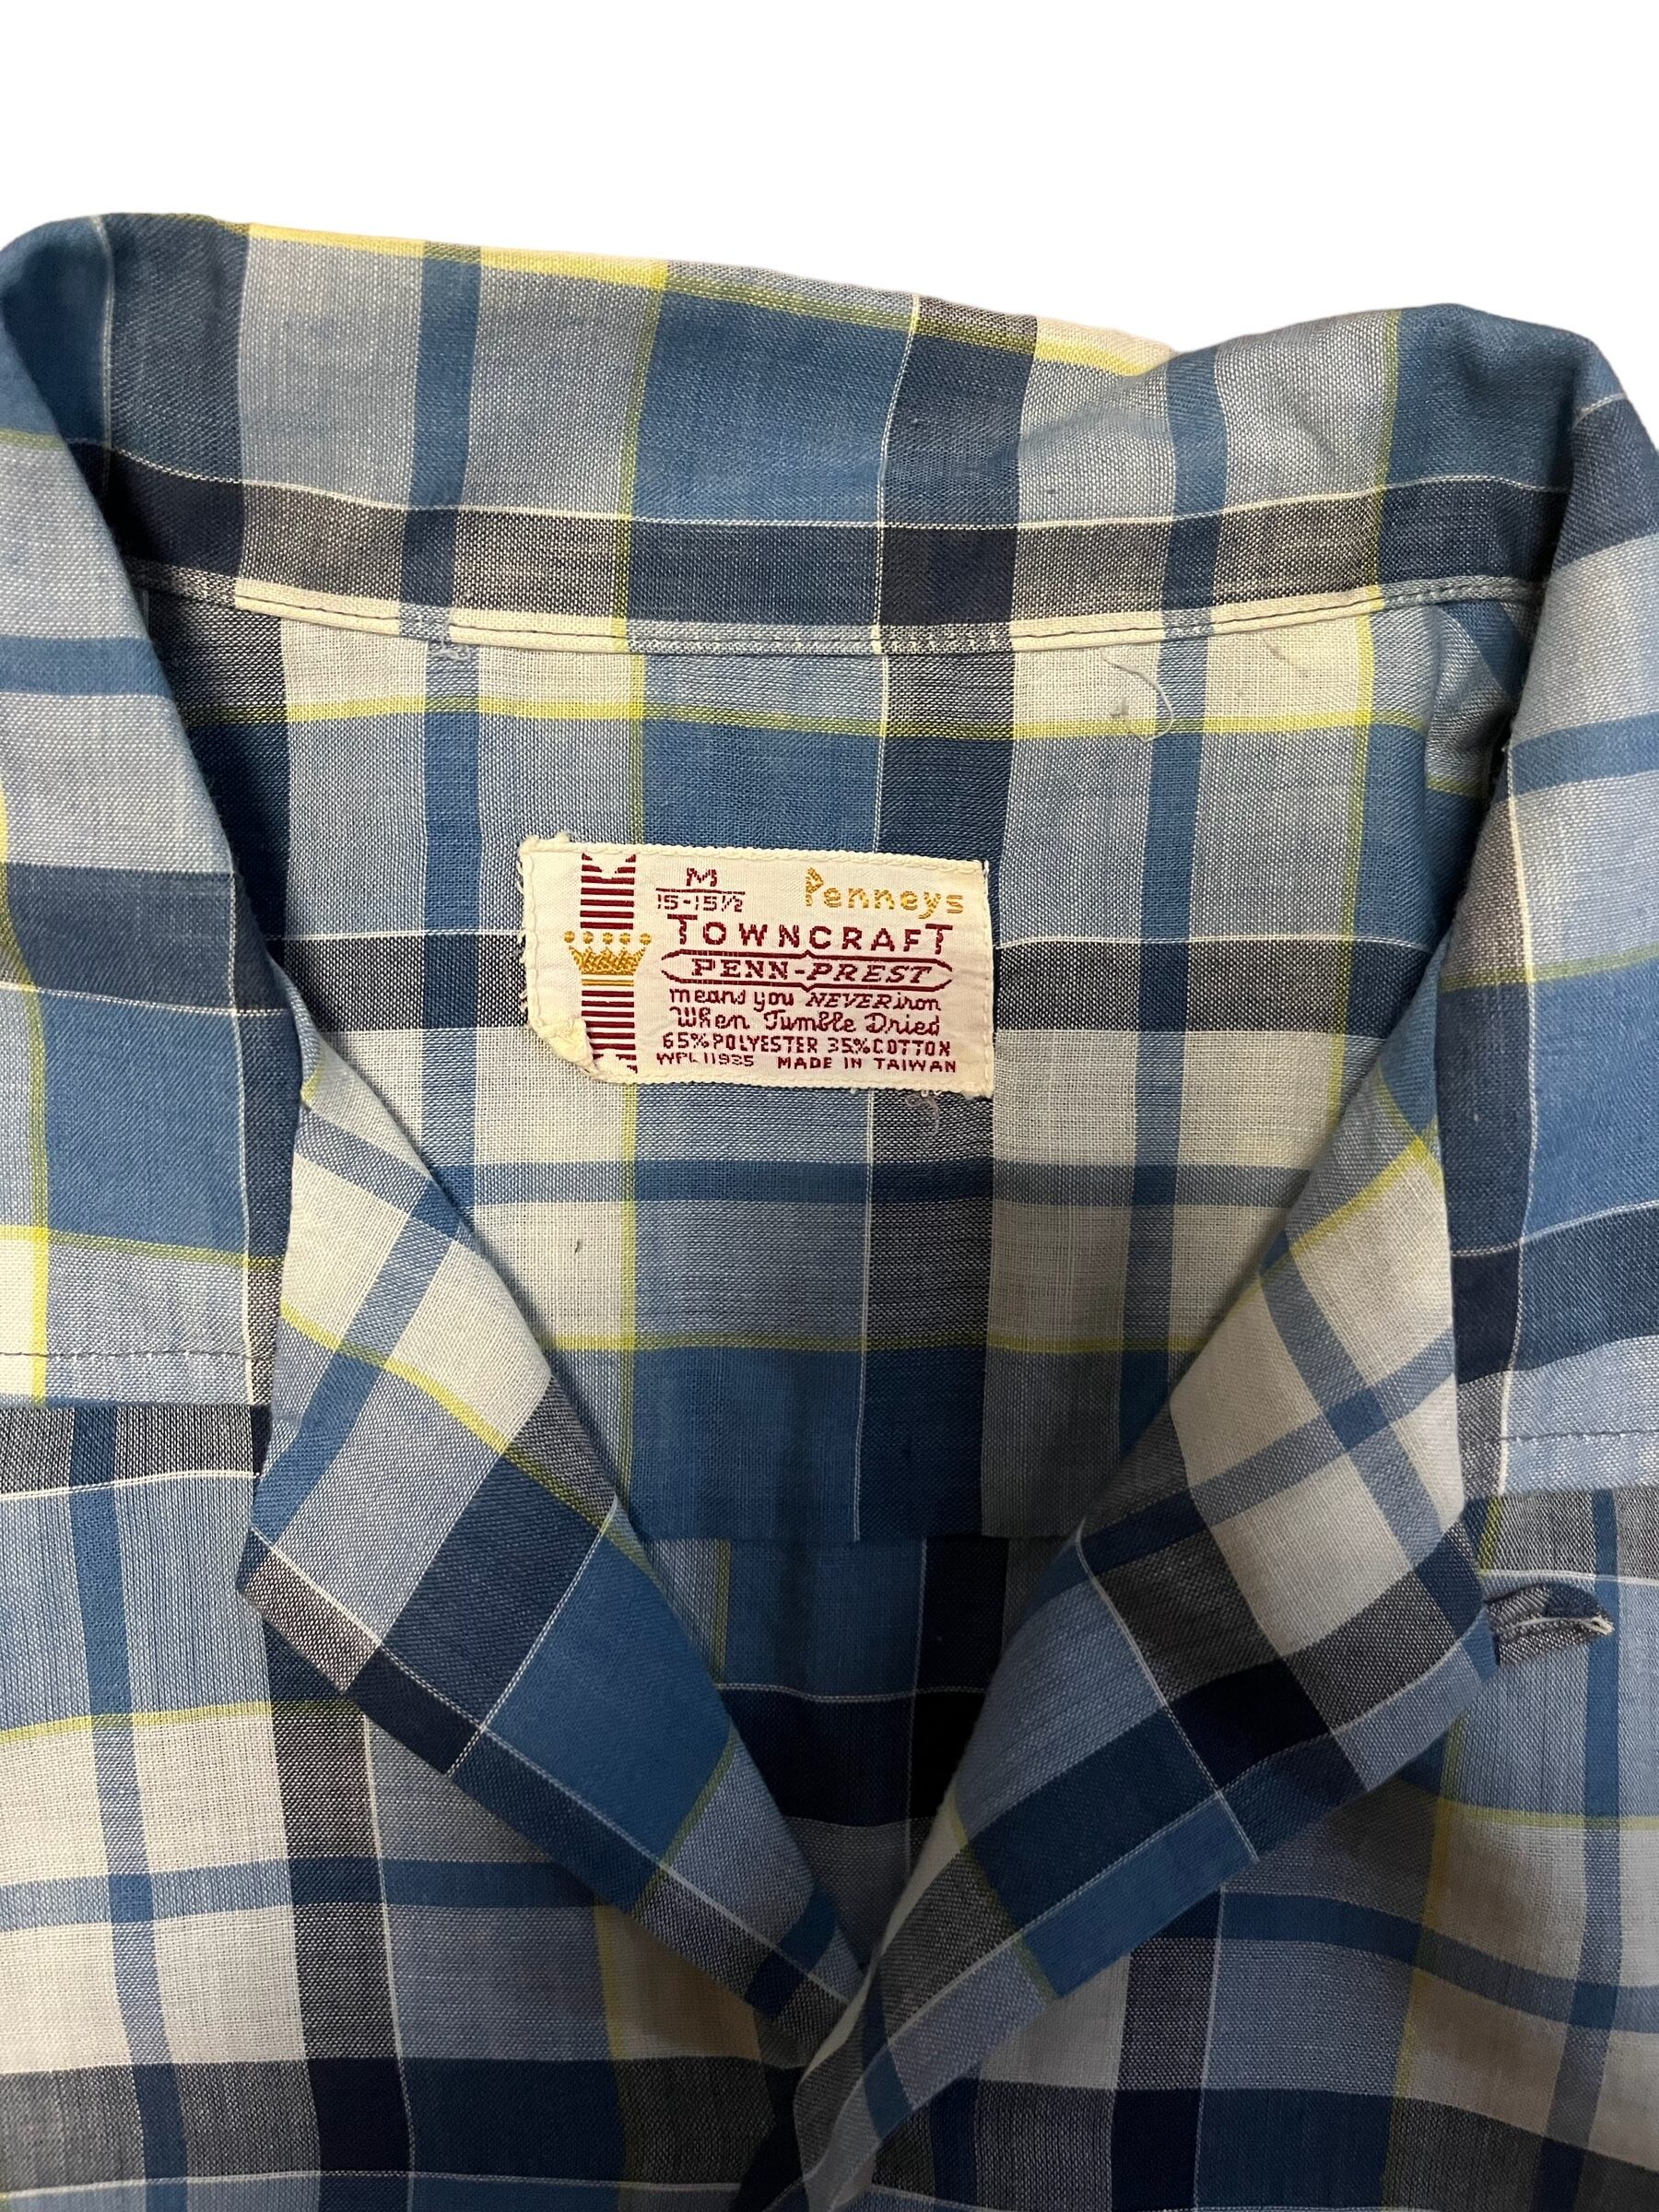 M
15-15½
Penneys
TOWNCRAFT
PENN-PREST
means you NEVER iron
When Tumble Dried
65% POLYESTER 35% COTTON
WPL 11935 MADE IN TAIWAN